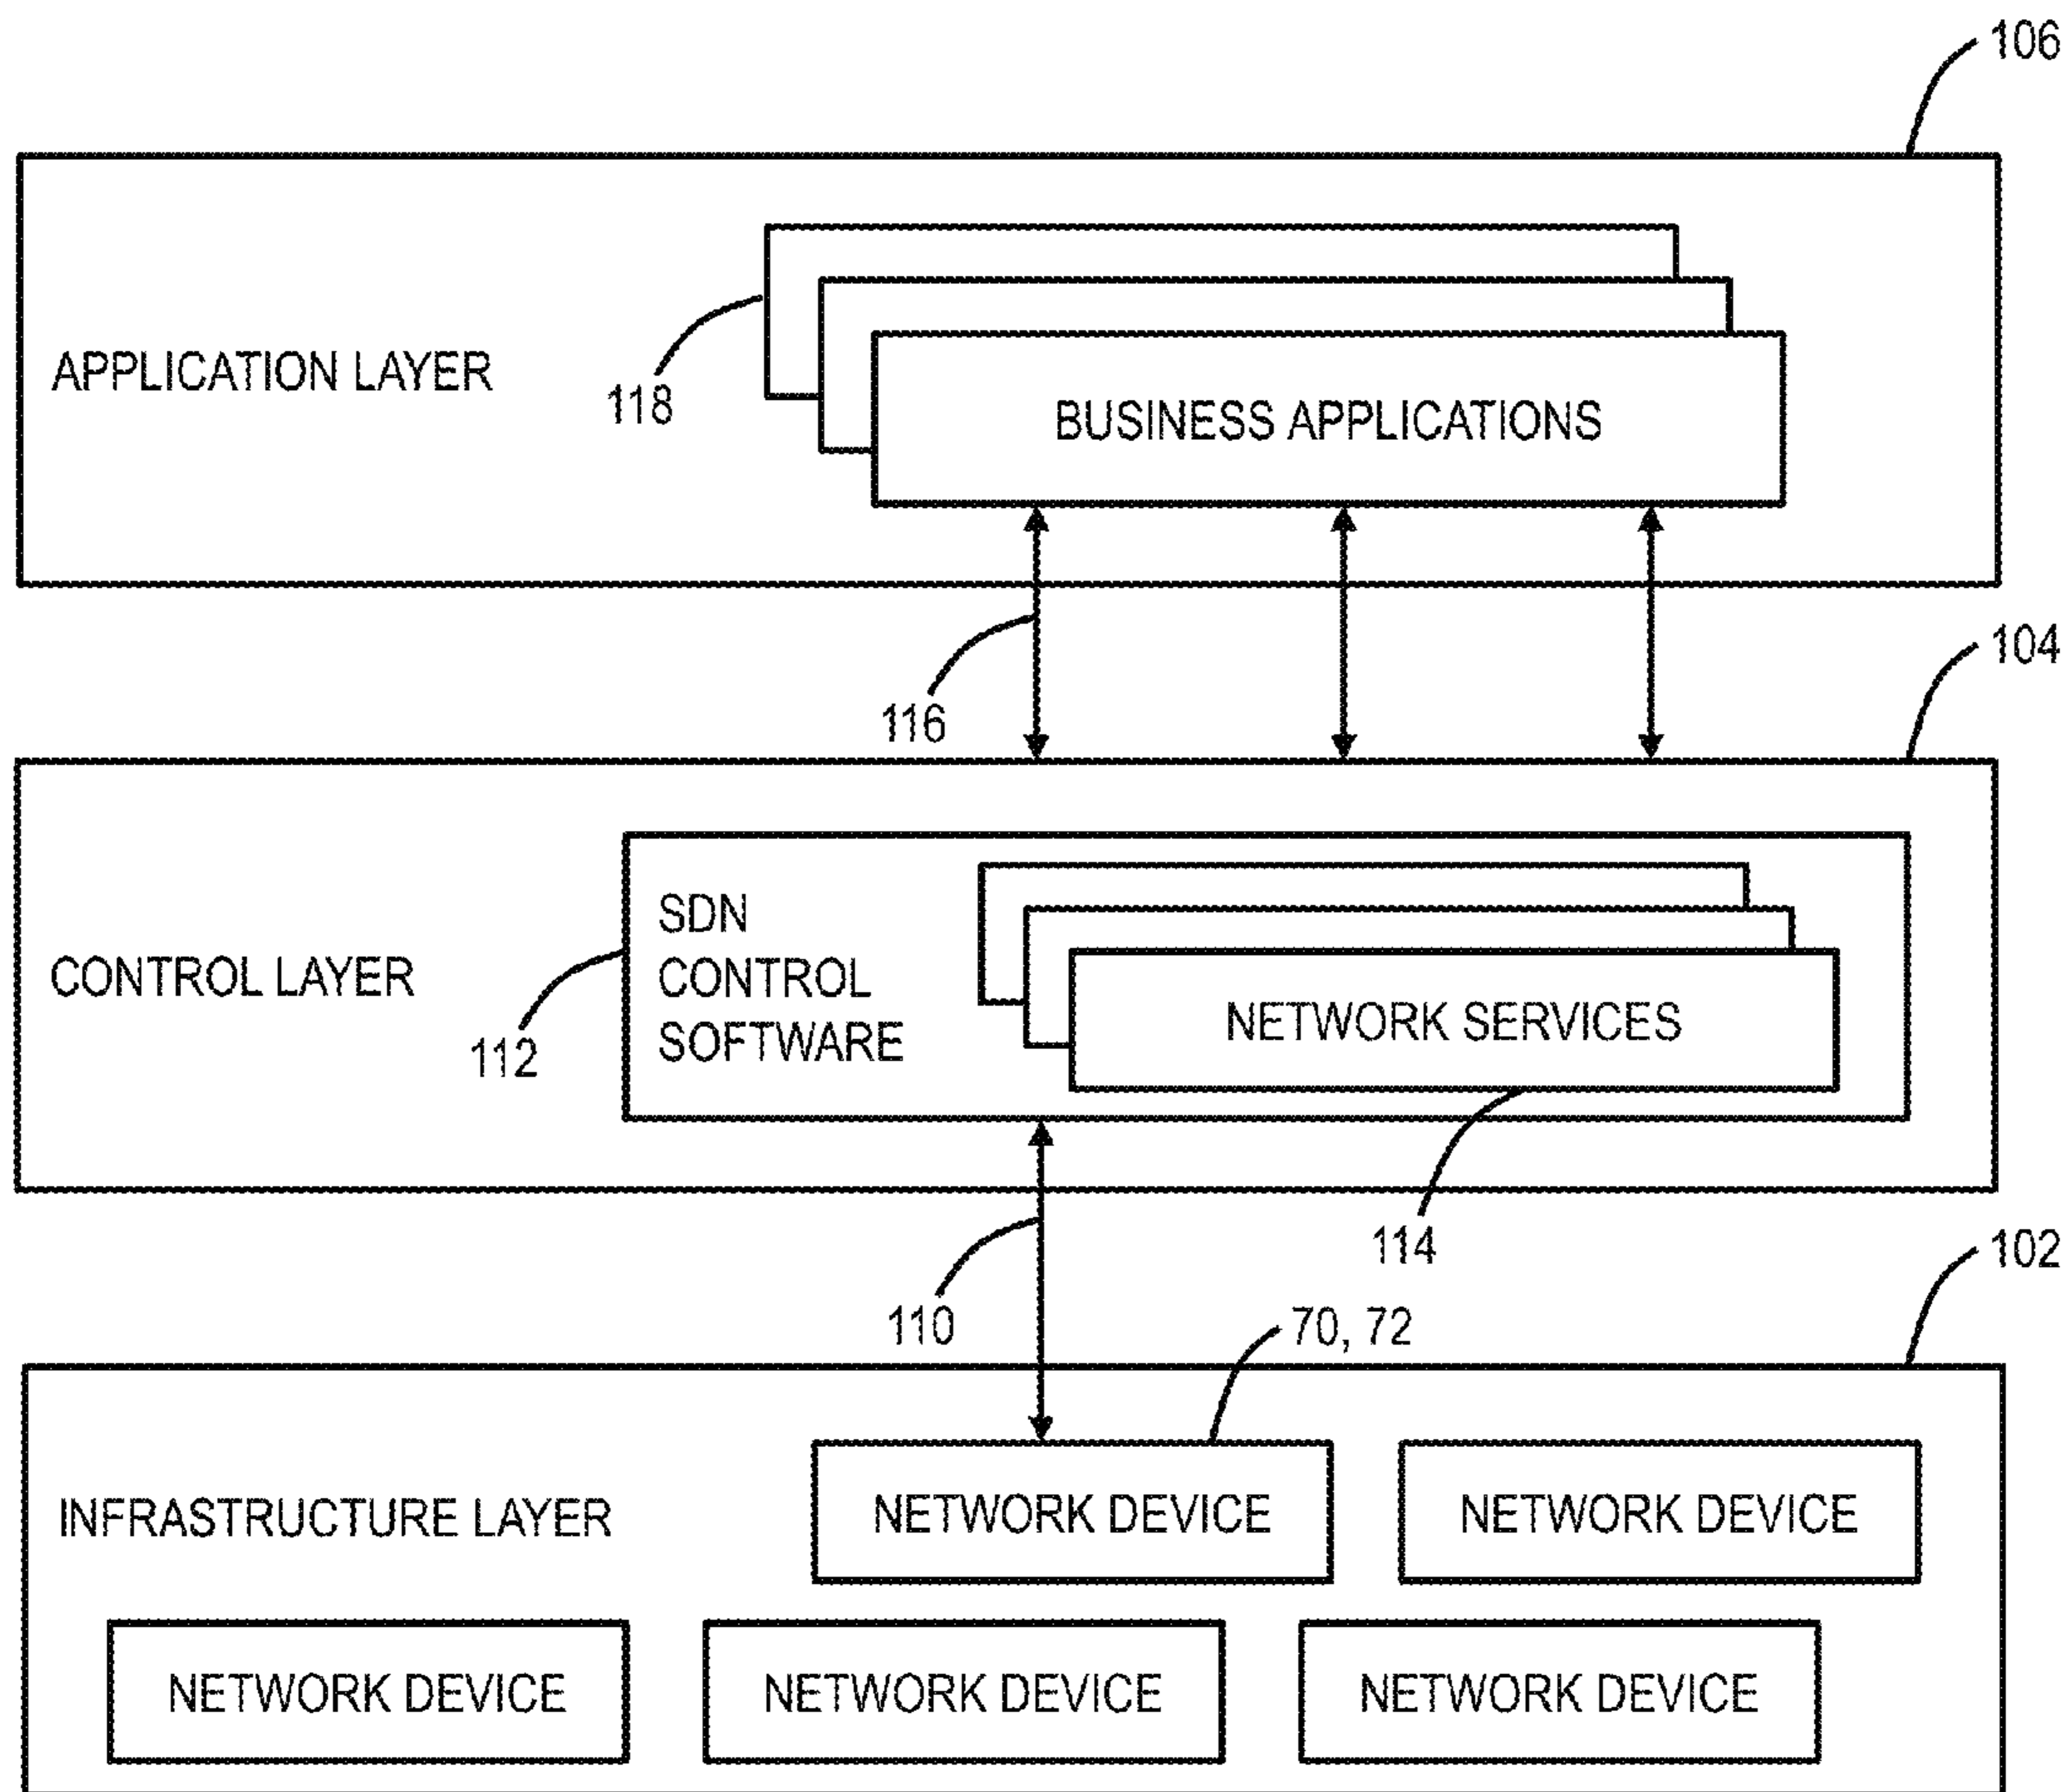 106
APPLICATION LAYER
118
BUSINESS APPLICATIONS
116
104
CONTROL LAYER
112
SDN
CONTROL
SOFTWARE
NETWORK SERVICES
114
110
102
70, 72
INFRASTRUCTURE LAYER
NETWORK DEVICE
NETWORK DEVICE
NETWORK DEVICE
NETWORK DEVICE
NETWORK DEVICE